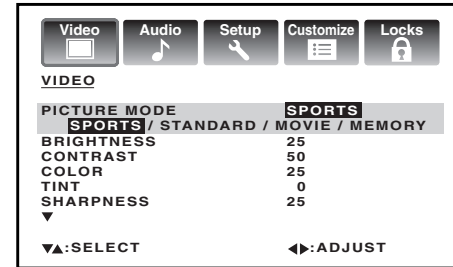 Video Audio Setup Customize Locks
VIDEO
PICTURE MODE SPORTS
SPORTS / STANDARD / MOVIE / MEMORY
BRIGHTNESS 25
CONTRAST 50
COLOR 25
TINT 0
SHARPNESS 25
▼
▼▲:SELECT ◀▶:ADJUST